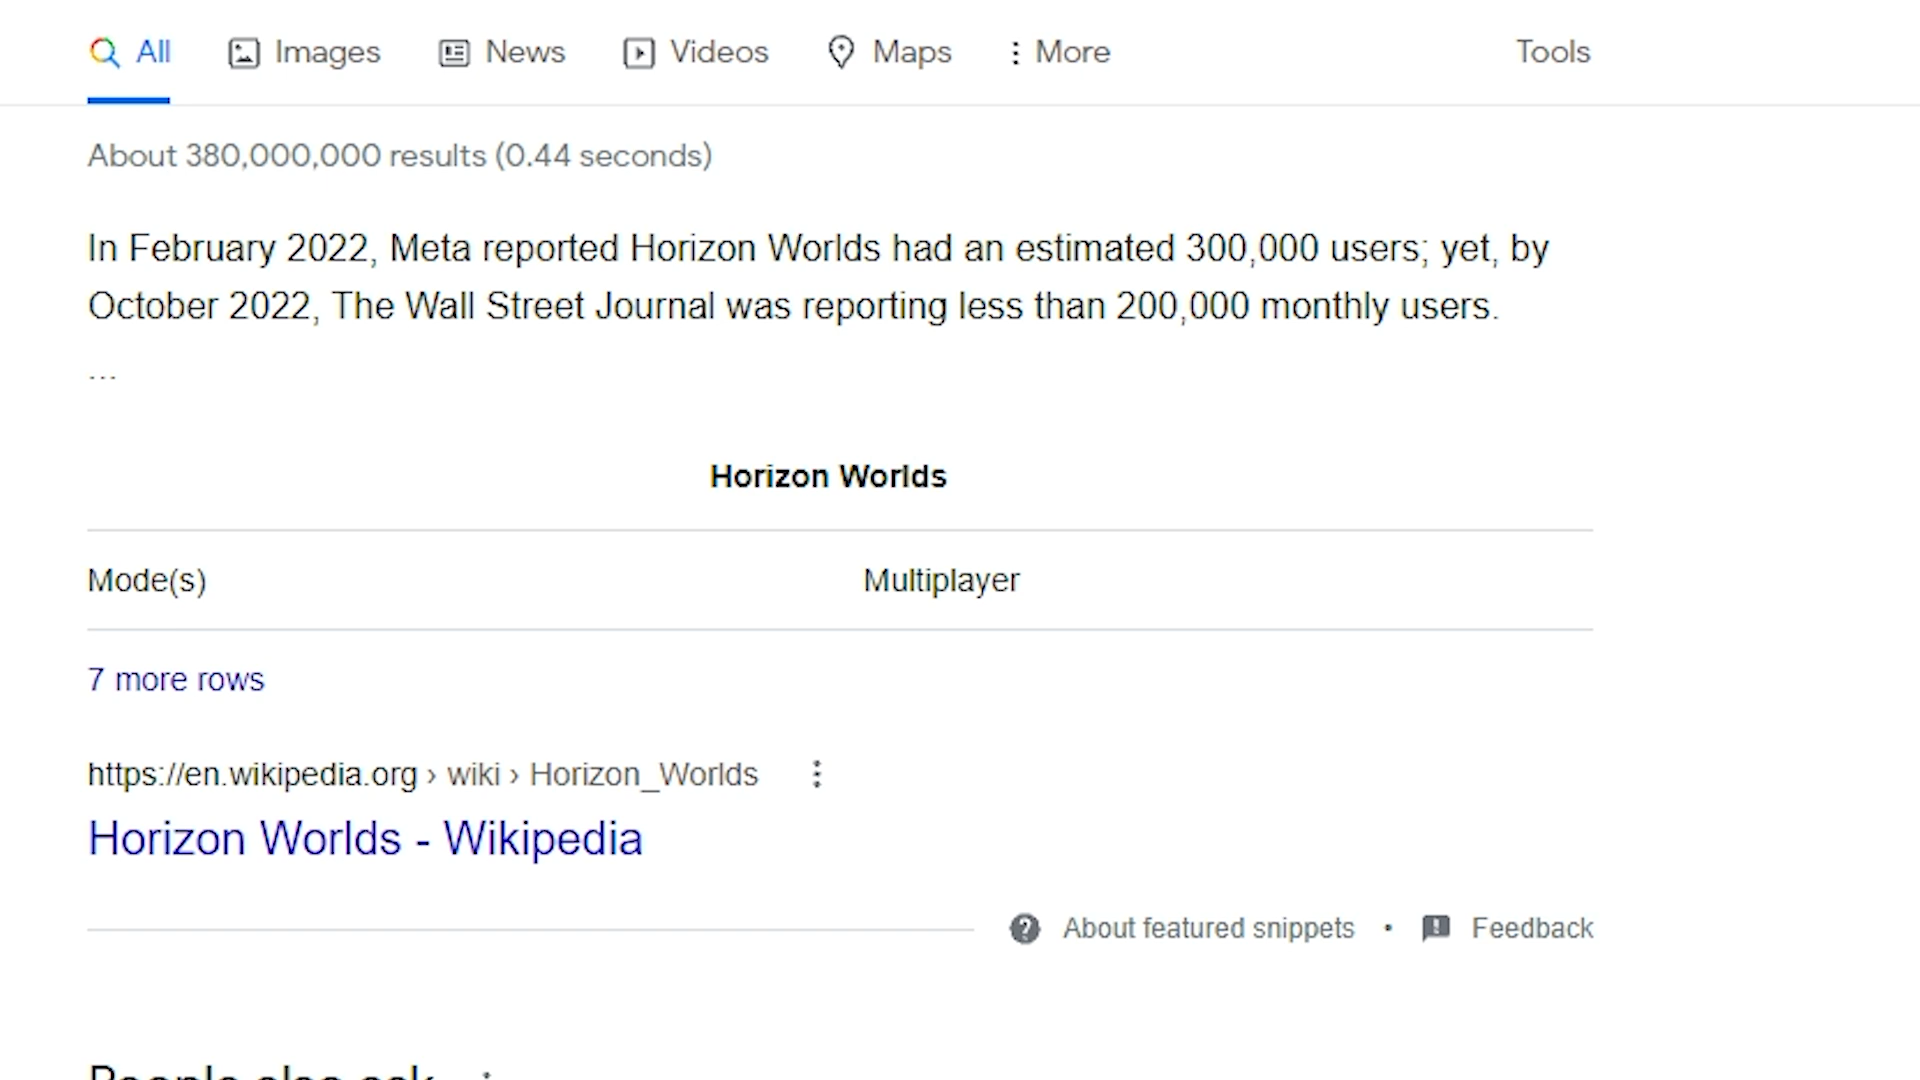 All Images News Videos Maps More Tools
About 380,000,000 results (0.44 seconds)
In February 2022, Meta reported Horizon Worlds had an estimated 300,000 users; yet, by
October 2022, The Wall Street Journal was reporting less than 200,000 monthly users.
...
Horizon Worlds
Mode(s) Multiplayer
7 more rows
https://en.wikipedia.org › wiki › Horizon_Worlds
Horizon Worlds - Wikipedia
About featured snippets • Feedback
People also ask